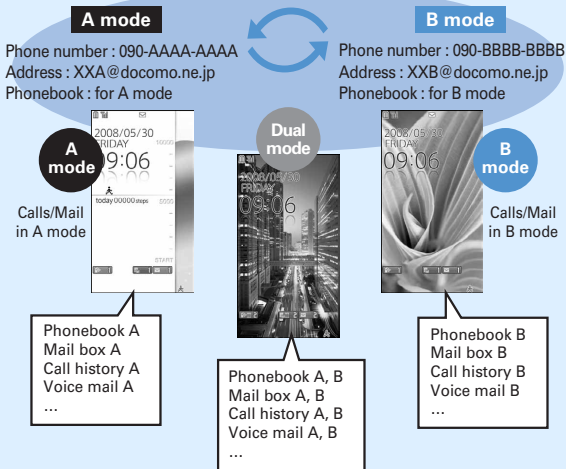 A mode
Phone number : 090-AAAA-AAAA
Address : XXA@docomo.ne.jp
Phonebook : for A mode
B mode
Phone number : 090-BBBB-BBBB
Address : XXB@docomo.ne.jp
Phonebook : for B mode
A
mode
Calls/Mail
in A mode
2008/05/30
FRIDAY
09:06
today 00000 steps
5000
START
Dual
mode
2008/05/30
FRIDAY
09:06
B
mode
Calls/Mail
in B mode
2008/05/30
FRIDAY
09:06
Phonebook A
Mail box A
Call history A
Voice mail A
...
Phonebook A, B
Mail box A, B
Call history A, B
Voice mail A, B
...
Phonebook B
Mail box B
Call history B
Voice mail B
...